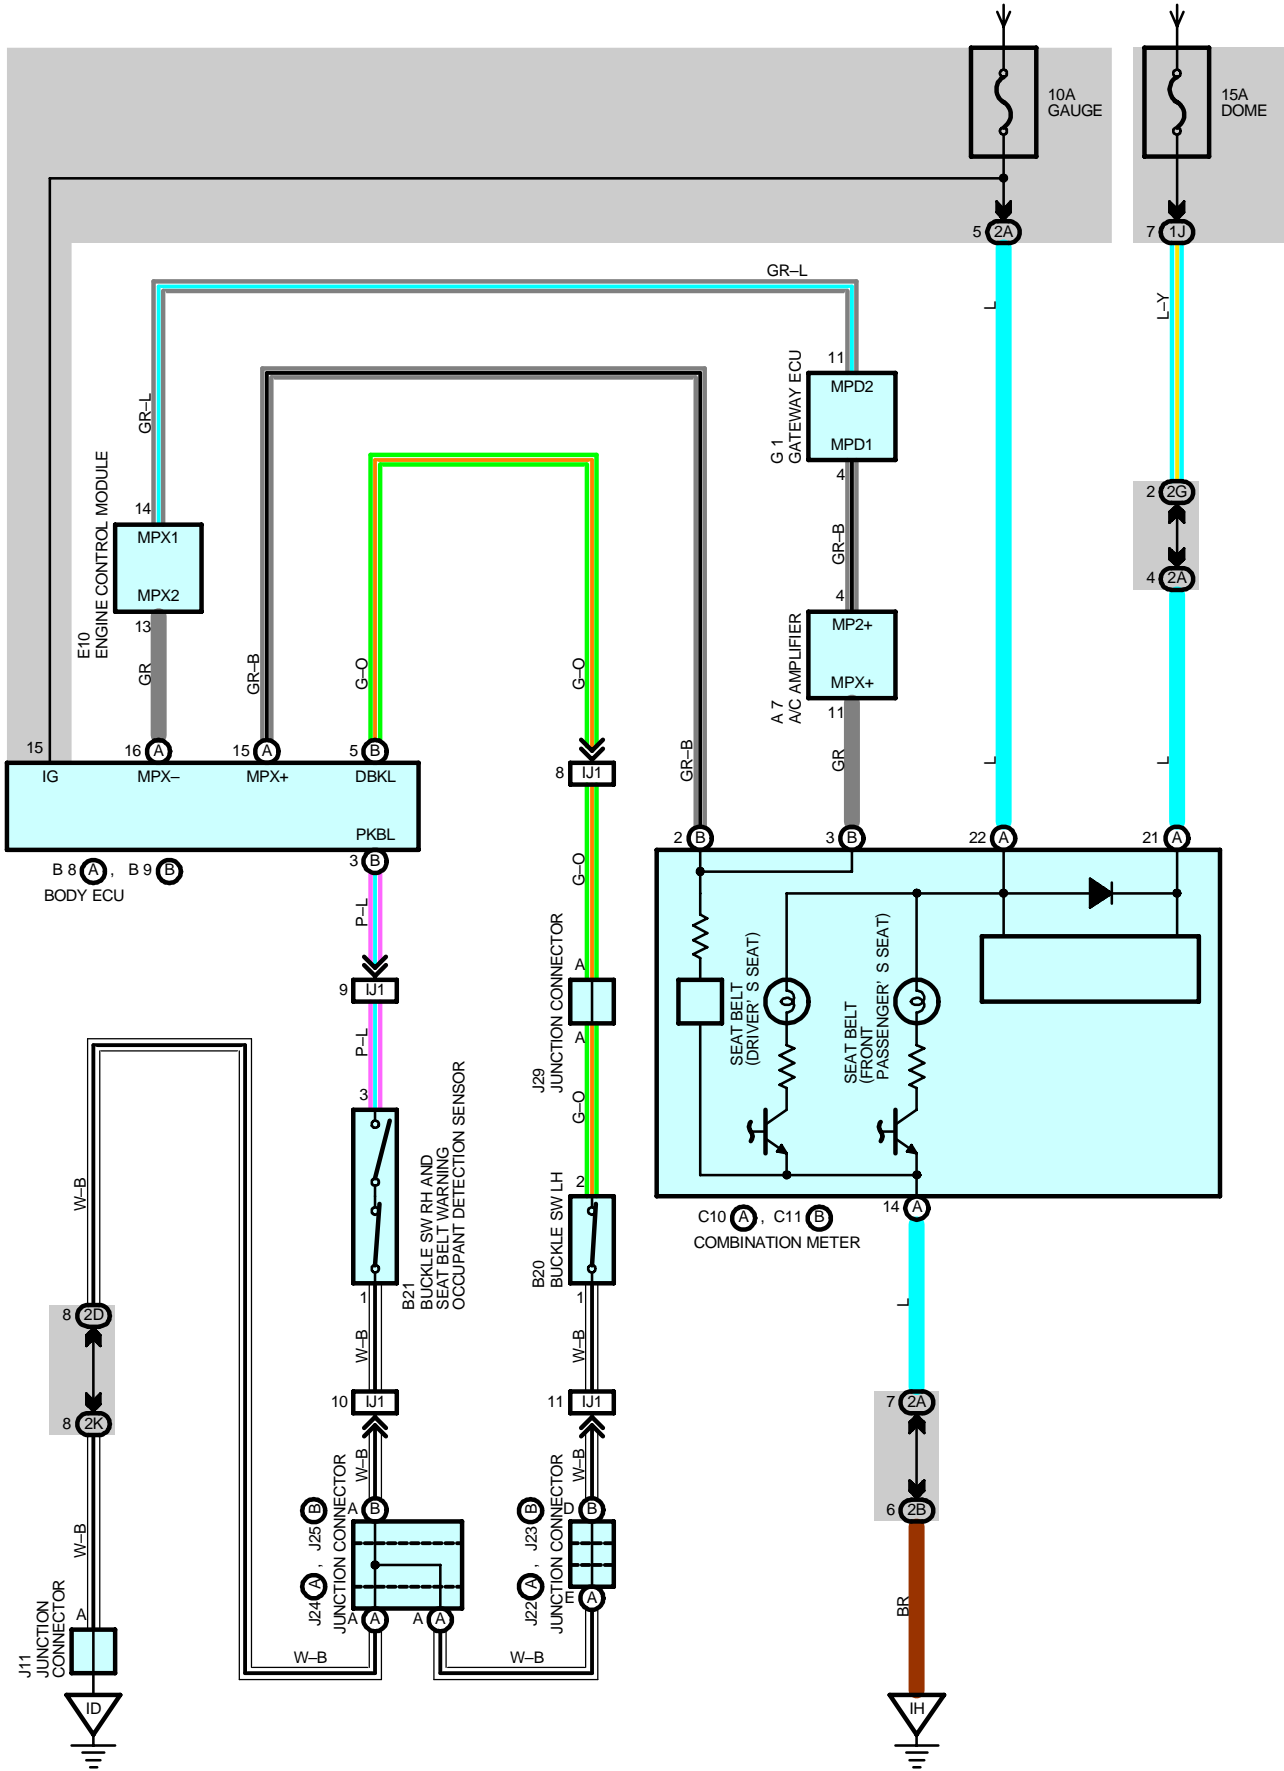 10A
GAUGE
15A
DOME
5 2A
7 1J
GR–L
L
L–Y
11
MPD2
MPD1
4
G 1
GATEWAY ECU
GR–L
2 2G
14
MPX1
MPX2
13
E10
ENGINE CONTROL MODULE
GR–B
4 2A
4
MP2+
MPX+
11
A 7
A/C AMPLIFIER
GR
GR–B
G–O
G–O
GR–B
GR
L
L
15
16 A
15 A
5 B
8 IJ1
IG
MPX–
MPX+
DBKL
PKBL
2 B
3 B
22 A
21 A
3 B
B 8 A , B 9 B
BODY ECU
P–L
G–O
9 IJ1
A
A
J29
JUNCTION CONNECTOR
SEAT BELT
(DRIVER' S SEAT)
SEAT BELT
(FRONT
PASSENGER' S SEAT)
P–L
G–O
3
2
B21
BUCKLE SW RH AND
SEAT BELT WARNING
OCCUPANT DETECTION SENSOR
B20
BUCKLE SW LH
W–B
14 A
C10 A , C11 B
COMBINATION METER
1
1
8 2D
W–B
W–B
L
10 IJ1
11 IJ1
7 2A
8 2K
W–B
W–B
A B
D B
6 2B
J24 A , J25 B
JUNCTION CONNECTOR
J22 A , J23 B
JUNCTION CONNECTOR
W–B
A A
A A
E A
BR
A
J11
JUNCTION
CONNECTOR
W–B
W–B
ID
IH